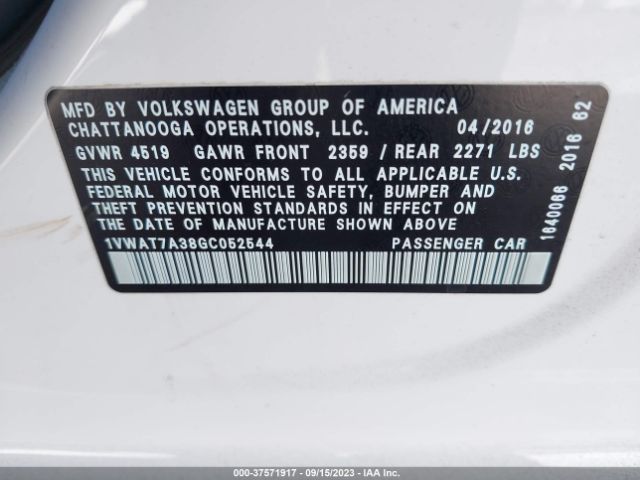 MFD BY VOLKSWAGEN GROUP OF AMERICA
CHATTANOOGA OPERATIONS, LLC. 04/2016
GVWR 4519 GAWR FRONT 2359 / REAR 2271 LBS
THIS VEHICLE CONFORMS TO ALL APPLICABLE U.S.
FEDERAL MOTOR VEHICLE SAFETY, BUMPER AND
THEFT PREVENTION STANDARDS IN EFFECT ON
THE DATE OF MANUFACTURE SHOWN ABOVE
1VWAT7A38GC052544 PASSENGER CAR
1640066 2016 62
000-37571917 - 09/15/2023 - IAA Inc.